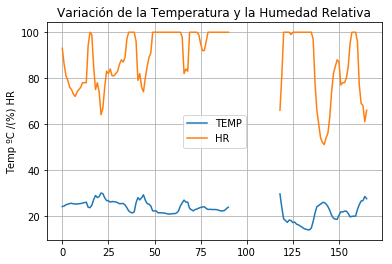 Variación de la Temperatura y la Humedad Relativa
Temp ºC /(%) HR
100
80
60
40
20
TEMP
HR
0 25 50 75 100 125 150